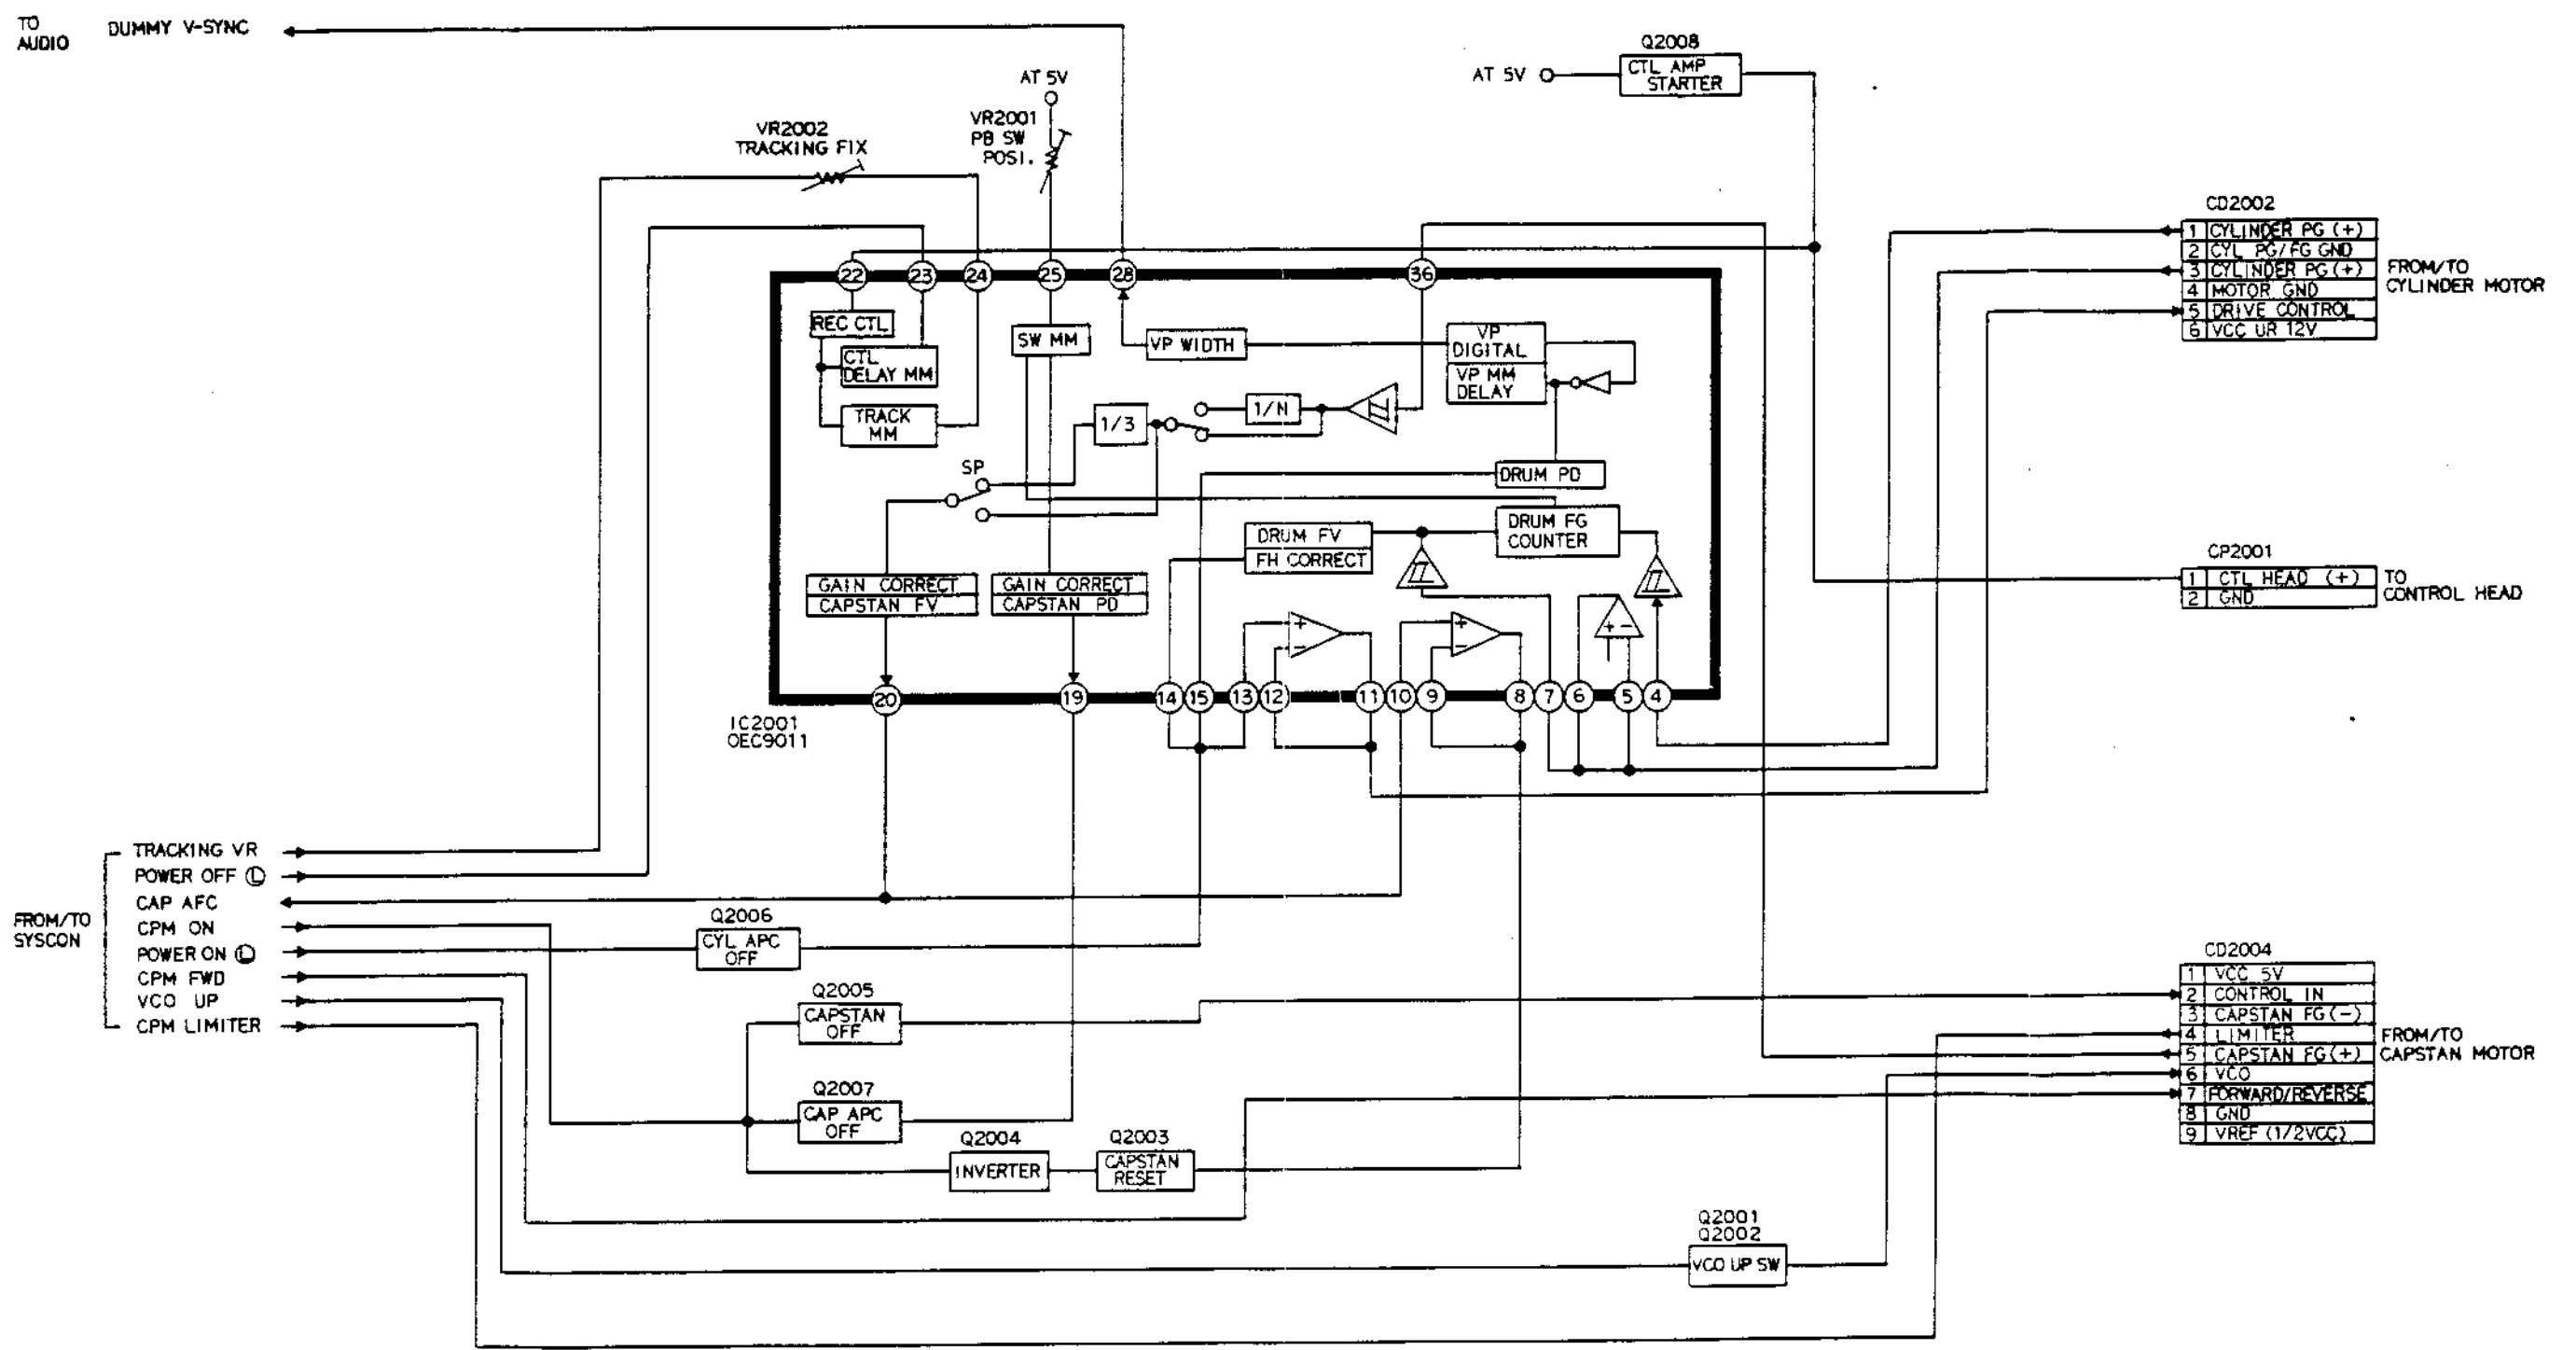 TO
AUDIO
DUMMY V-SYNC
AT 5V
VR2001
PB SW
POSI.
VR2002
TRACKING FIX
Q2008
AT 5V
CTL AMP
STARTER
22
23
24
25
28
36
REC CTL
CTL
DELAY MM
TRACK
MM
SW MM
VP WIDTH
VP
DIGITAL
VP MM
DELAY
1/3
1/N
SP
DRUM PD
DRUM FG
COUNTER
DRUM FV
FH CORRECT
GAIN CORRECT
CAPSTAN FV
GAIN CORRECT
CAPSTAN PD
+
-
+
-
+ -
20
19
14
15
13
12
11
10
9
8
7
6
5
4
IC2001
OEC9011
CD2002
1 CYLINDER PG (+)
2 CYL PG/FG GND
3 CYLINDER PG (+)
4 MOTOR GND
5 DRIVE CONTROL
6 VCC UR 12V
FROM/TO
CYLINDER MOTOR
CP2001
1 CTL HEAD (+)
2 GND
TO
CONTROL HEAD
FROM/TO
SYSCON
TRACKING VR
POWER OFF Ⓛ
CAP AFC
CPM ON
POWER ON Ⓛ
CPM FWD
VCO UP
CPM LIMITER
Q2006
CYL APC
OFF
Q2005
CAPSTAN
OFF
Q2007
CAP APC
OFF
Q2004
INVERTER
Q2003
CAPSTAN
RESET
Q2001
Q2002
VCO UP SW
CD2004
1 VCC 5V
2 CONTROL IN
3 CAPSTAN FG(-)
4 LIMITER
5 CAPSTAN FG(+)
6 VCO
7 FORWARD/REVERSE
8 GND
9 VREF (1/2VCC)
FROM/TO
CAPSTAN MOTOR